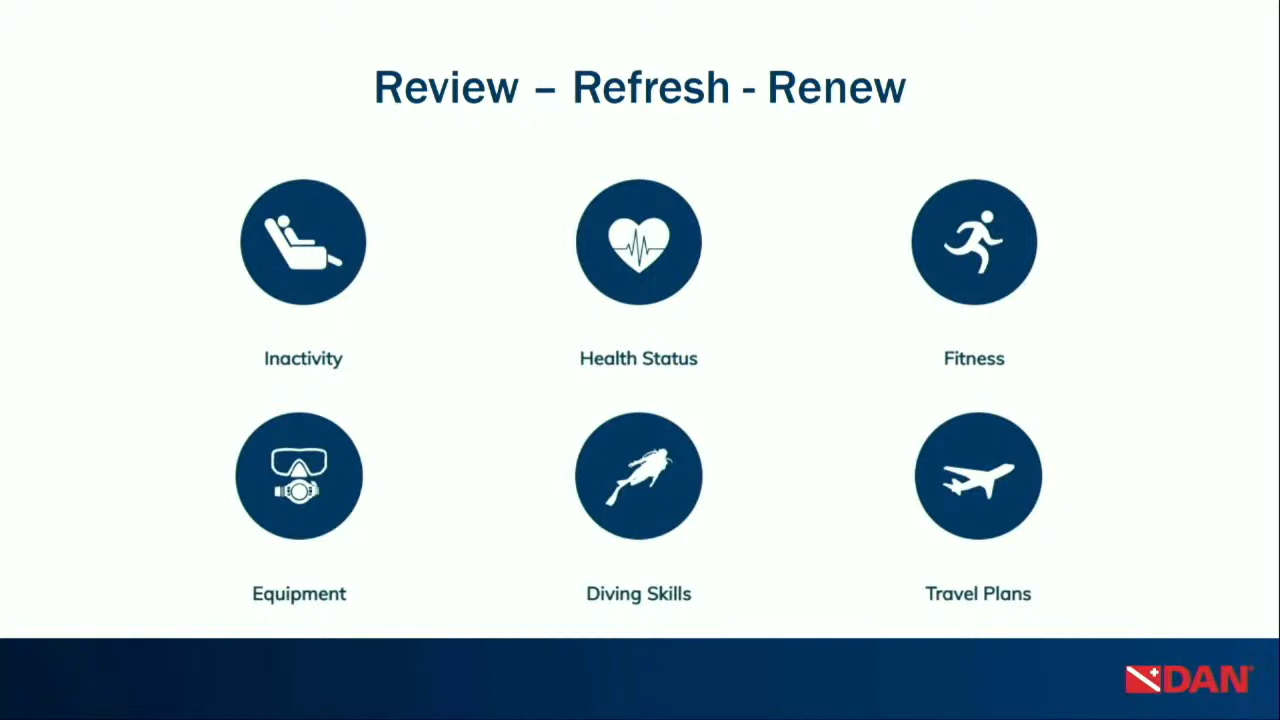 Review – Refresh - Renew
Inactivity
Health Status
Fitness
Equipment
Diving Skills
Travel Plans
DAN